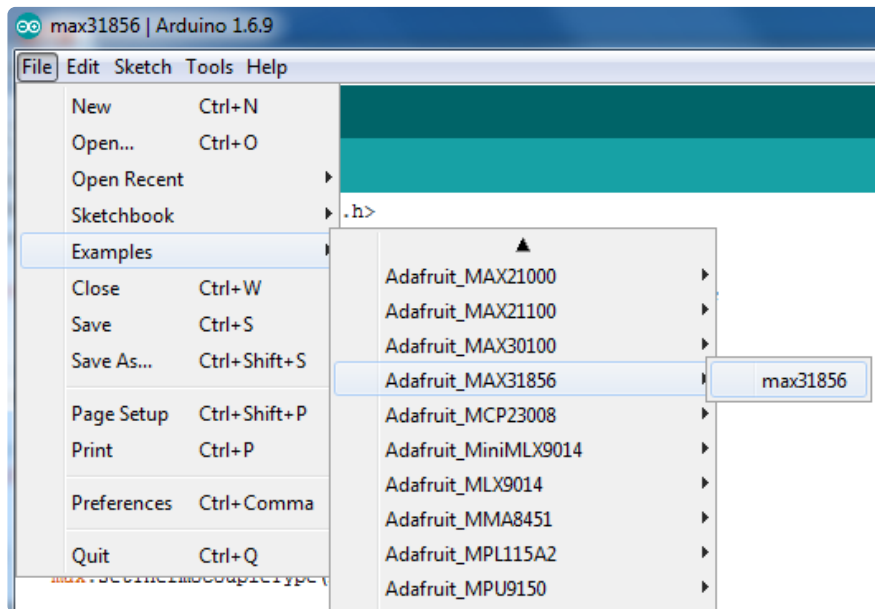 max31856 | Arduino 1.6.9
File Edit Sketch Tools Help
New Ctrl+N
Open... Ctrl+O
Open Recent
Sketchbook
Examples
Close Ctrl+W
Save Ctrl+S
Save As... Ctrl+Shift+S
Page Setup Ctrl+Shift+P
Print Ctrl+P
Preferences Ctrl+Comma
Quit Ctrl+Q
.h>
Adafruit_MAX21000
Adafruit_MAX21100
Adafruit_MAX30100
Adafruit_MAX31856
Adafruit_MCP23008
Adafruit_MiniMLX9014
Adafruit_MLX9014
Adafruit_MMA8451
Adafruit_MPL115A2
Adafruit_MPU9150
max31856